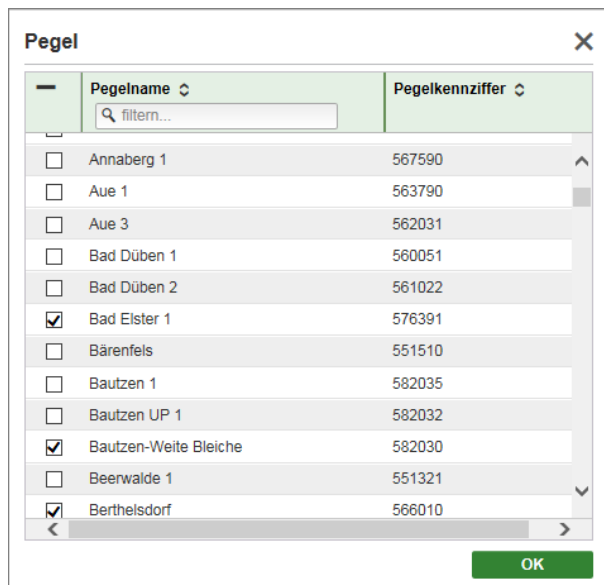 Pegel
Pegelname Pegelkennziffer
filtern...
Annaberg 1 567590
Aue 1 563790
Aue 3 562031
Bad Düben 1 560051
Bad Düben 2 561022
Bad Elster 1 576391
Bärenfels 551510
Bautzen 1 582035
Bautzen UP 1 582032
Bautzen-Weite Bleiche 582030
Beerwalde 1 551321
Berthelsdorf 566010
OK